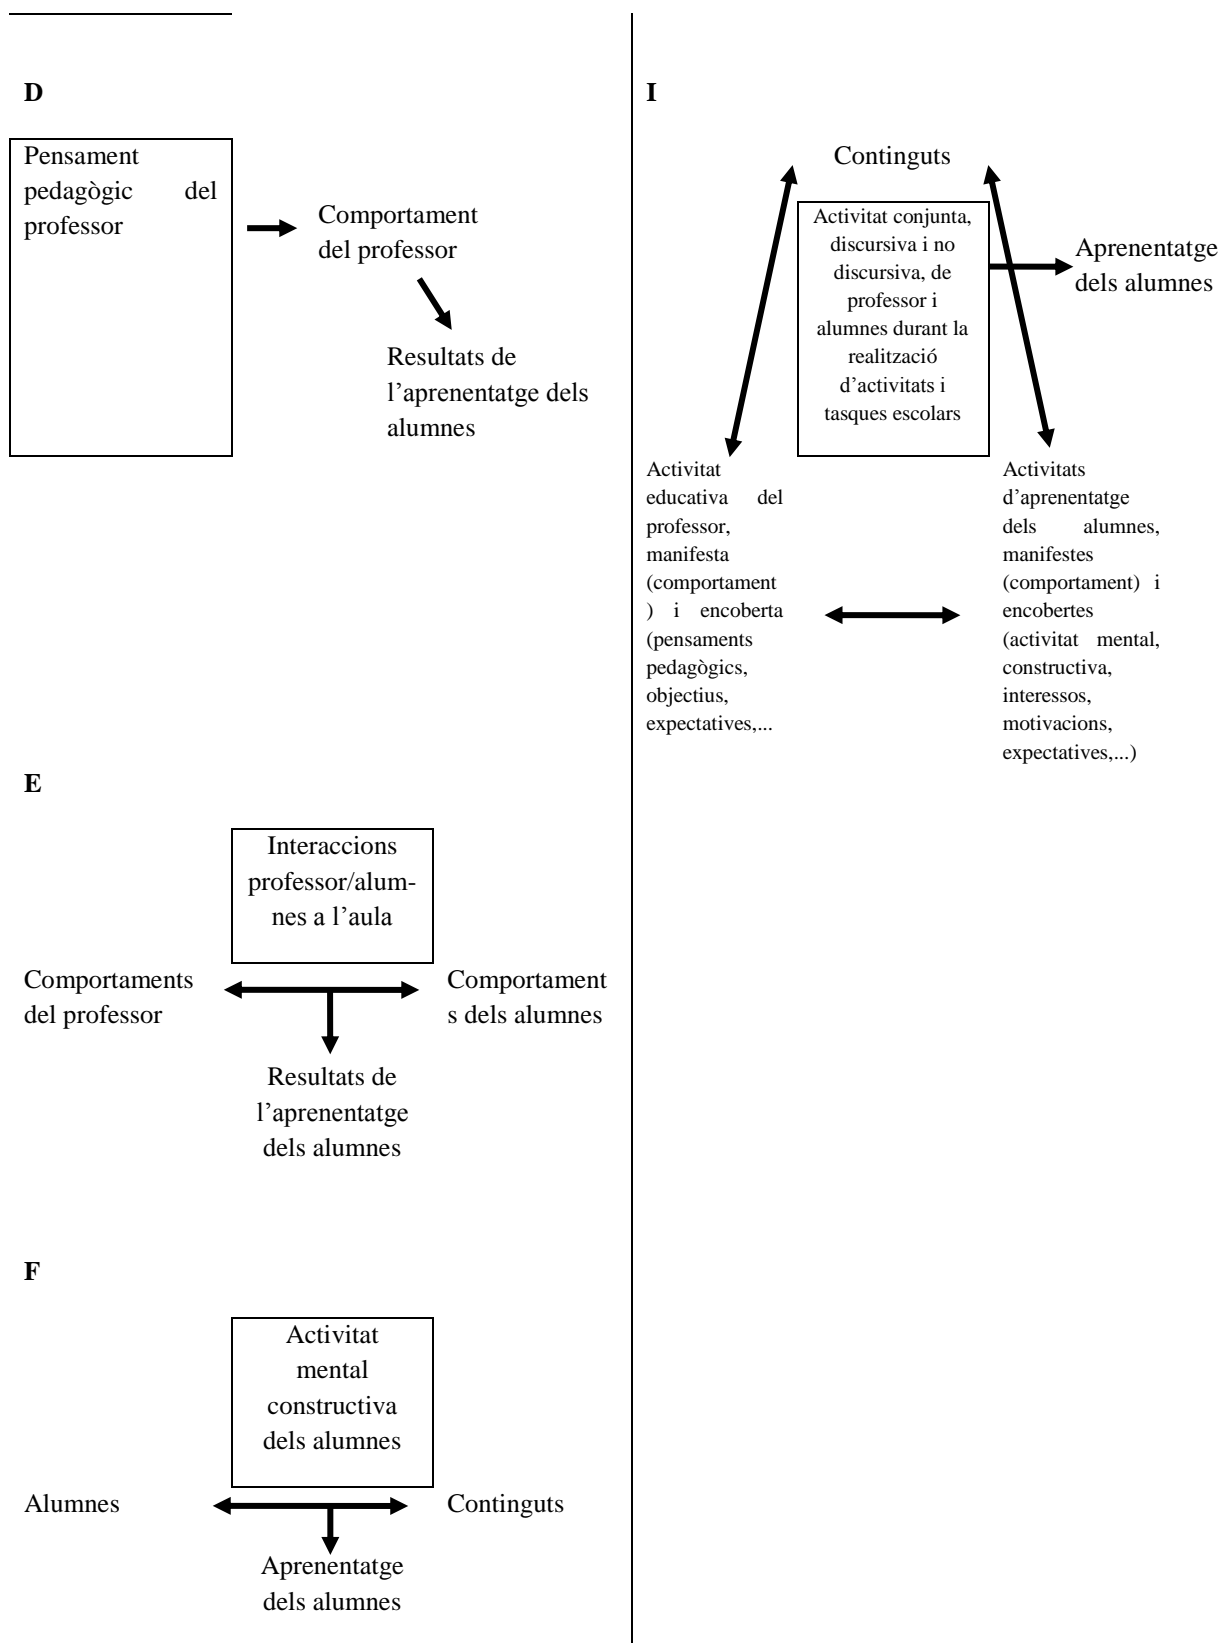 D
Pensament
pedagògic del
professor
Comportament
del professor
Resultats de
l’aprenentatge dels
alumnes
E
Interaccions
professor/alum-
nes a l’aula
Comportaments
del professor
Comportament
s dels alumnes
Resultats de
l’aprenentatge
dels alumnes
F
Activitat
mental
constructiva
dels alumnes
Alumnes
Continguts
Aprenentatge
dels alumnes
I
Continguts
Activitat conjunta,
discursiva i no
discursiva, de
professor i
alumnes durant la
realització
d’activitats i
tasques escolars
Aprenentatge
dels alumnes
Activitat
educativa del
professor,
manifesta
(comportament
) i encoberta
(pensaments
pedagògics,
objectius,
expectatives,...
Activitats
d’aprenentatge
dels alumnes,
manifestes
(comportament) i
encobertes
(activitat mental,
constructiva,
interessos,
motivacions,
expectatives,...)